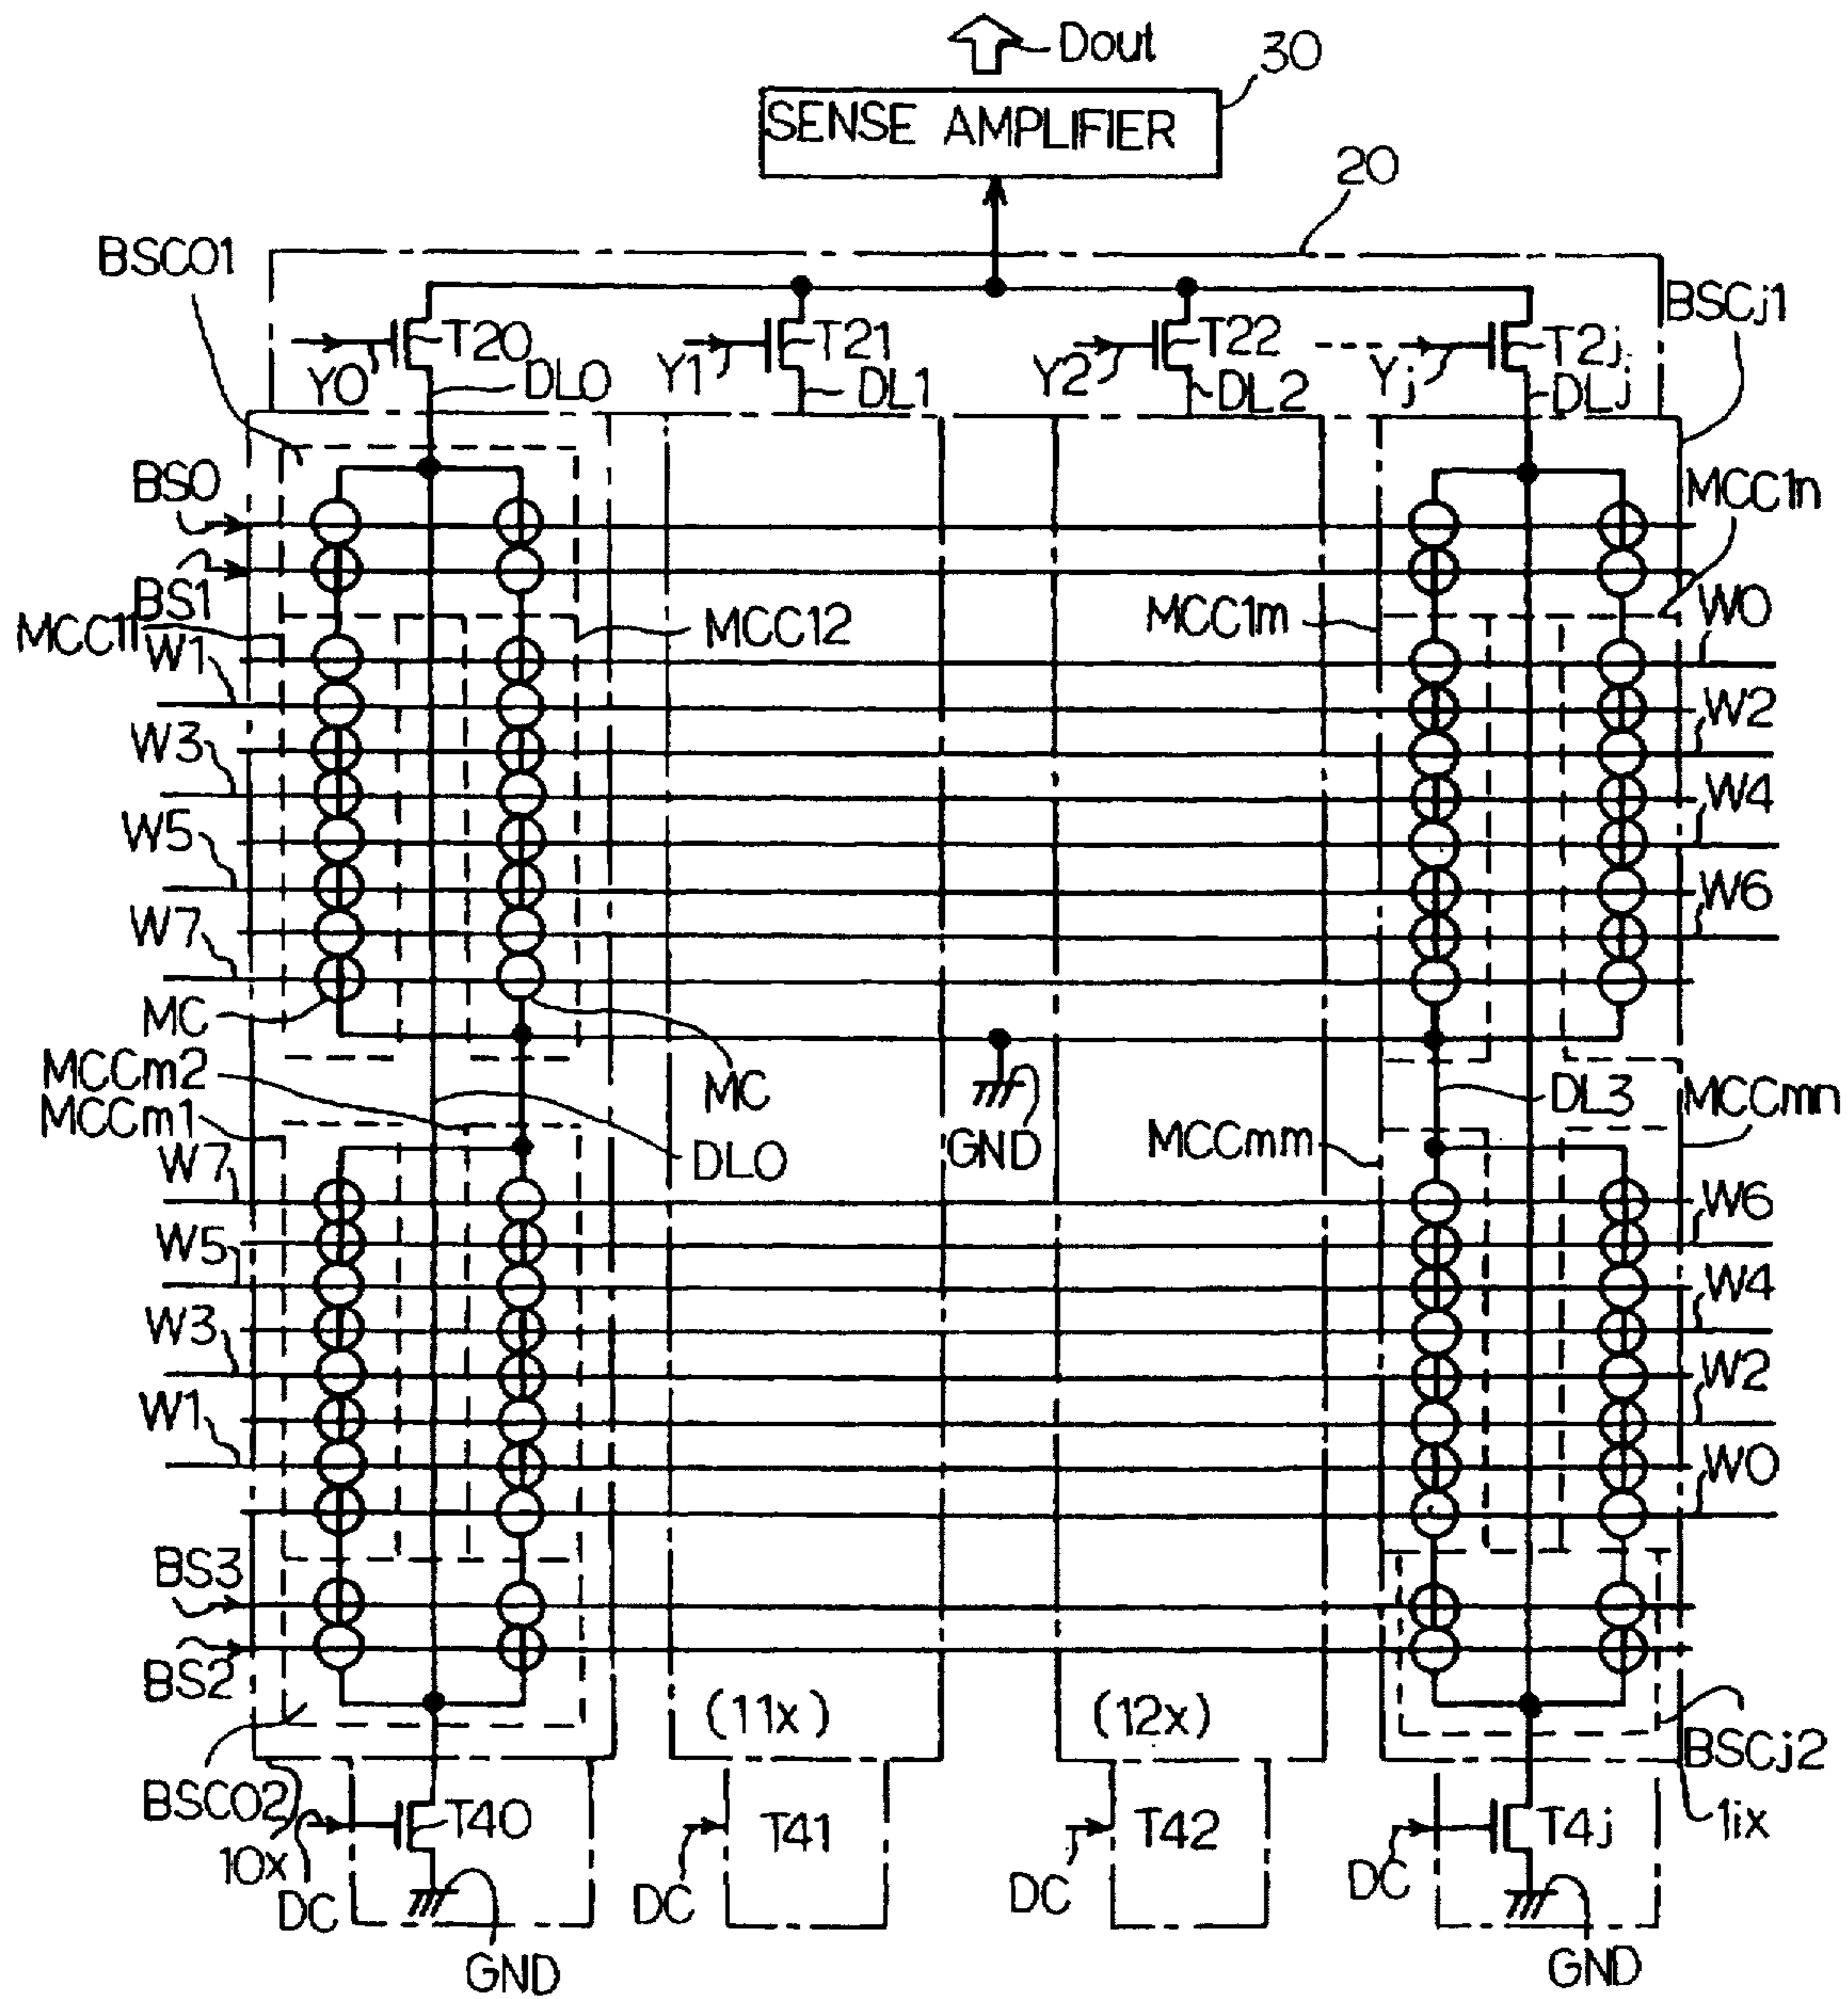 Dout
30
SENSE AMPLIFIER
20
BSC01
BSCj1
T20
T21
T22
T2j
Y0
DL0
Y1
DL1
Y2
DL2
Yj
DLj
BS0
MCC1n
BS1
MCC11
W1
MCC12
MCC1m
W0
W3
W2
W5
W4
W7
W6
MC
MCCm2
MC
DL3
MCCmn
MCCm1
GND
MCCmm
W7
DL0
W6
W5
W4
W3
W2
W1
W0
BS3
BS2
(11x)
(12x)
BSCj2
BSC02
T40
T41
T42
T4j
1ix
10x
DC
DC
DC
DC
GND
GND